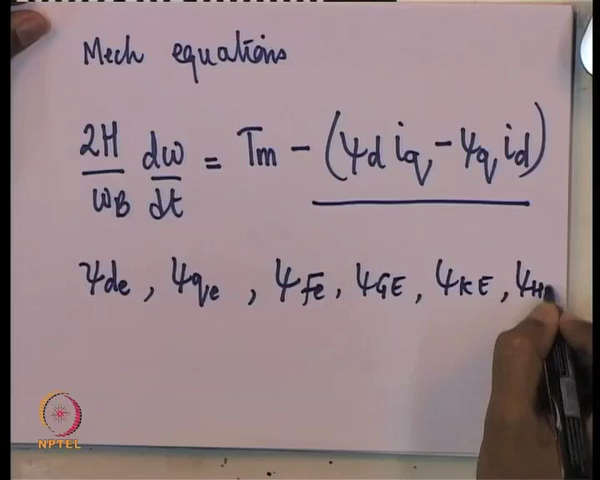 Mech equations
2H/ωB dω/dt = Tm − (ψd iq − ψq id)
ψde, ψqe, ψFe, ψGE, ψKE, ψH
NPTEL